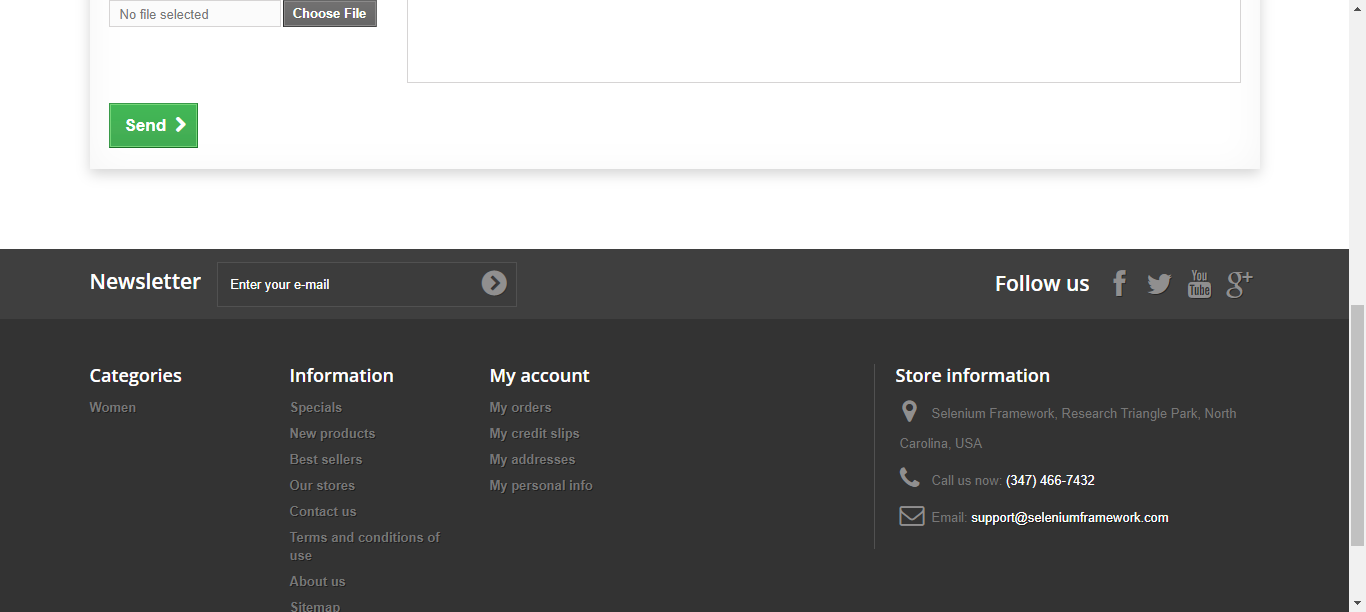 No file selected Choose File
Send
Newsletter Enter your e-mail Follow us You Tube g+
Categories
Women
Information
Specials
New products
Best sellers
Our stores
Contact us
Terms and conditions of
use
About us
Sitemap
My account
My orders
My credit slips
My addresses
My personal info
Store information
Selenium Framework, Research Triangle Park, North
Carolina, USA
Call us now: (347) 466-7432
Email: support@seleniumframework.com